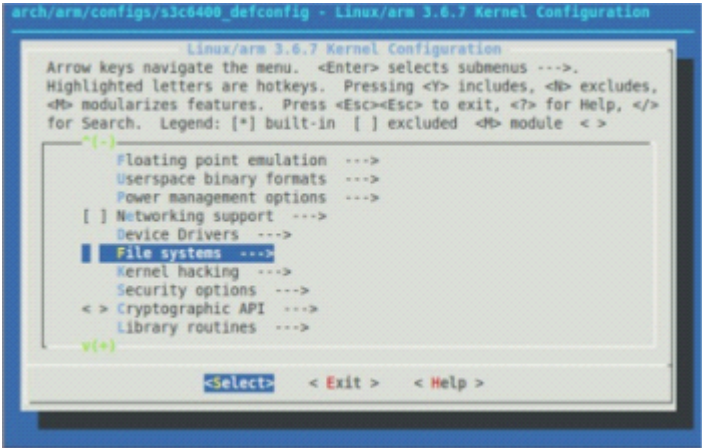 arch/arm/configs/s3c6400_defconfig - Linux/arm 3.6.7 Kernel Configuration
Linux/arm 3.6.7 Kernel Configuration
Arrow keys navigate the menu.  <Enter> selects submenus --->.
Highlighted letters are hotkeys.  Pressing <Y> includes, <N> excludes,
<M> modularizes features.  Press <Esc><Esc> to exit, <?> for Help, </>
for Search.  Legend: [*] built-in  [ ] excluded  <M> module  < >
^(-)
Floating point emulation  --->
Userspace binary formats  --->
Power management options  --->
[ ] Networking support  --->
Device Drivers  --->
File systems  --->
Kernel hacking  --->
Security options  --->
< > Cryptographic API  --->
Library routines  --->
v(+)
<Select>    < Exit >    < Help >